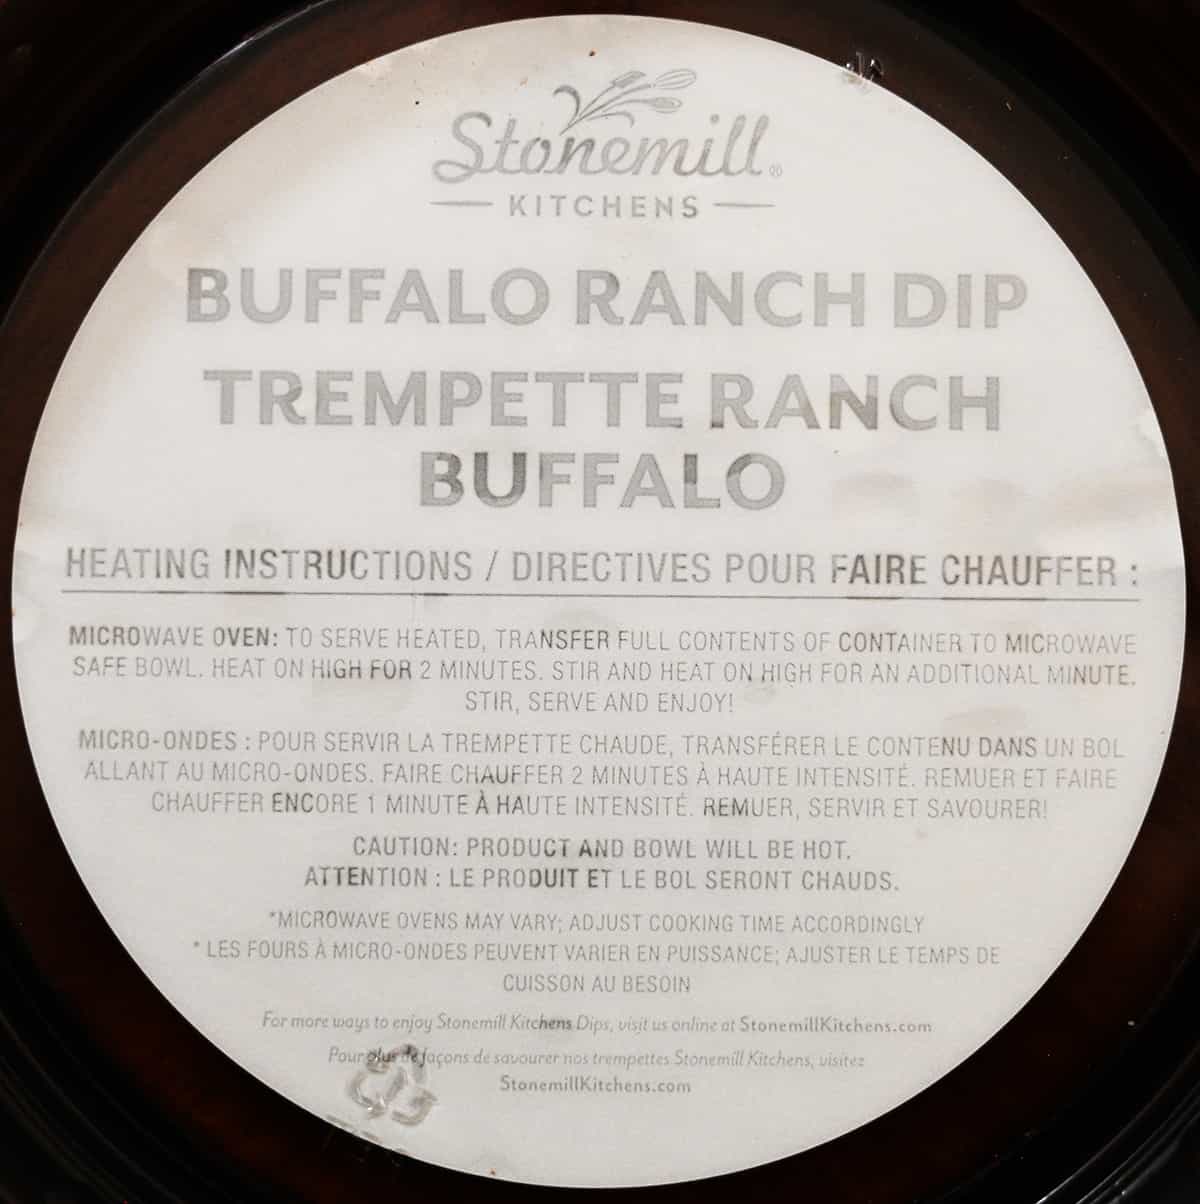 Stonemill®
KITCHENS
BUFFALO RANCH DIP
TREMPETTE RANCH
BUFFALO
HEATING INSTRUCTIONS / DIRECTIVES POUR FAIRE CHAUFFER :
MICROWAVE OVEN: TO SERVE HEATED, TRANSFER FULL CONTENTS OF CONTAINER TO MICROWAVE
SAFE BOWL. HEAT ON HIGH FOR 2 MINUTES. STIR AND HEAT ON HIGH FOR AN ADDITIONAL MINUTE.
STIR, SERVE AND ENJOY!
MICRO-ONDES : POUR SERVIR LA TREMPETTE CHAUDE, TRANSFÉRER LE CONTENU DANS UN BOL
ALLANT AU MICRO-ONDES. FAIRE CHAUFFER 2 MINUTES À HAUTE INTENSITÉ. REMUER ET FAIRE
CHAUFFER ENCORE 1 MINUTE À HAUTE INTENSITÉ. REMUER, SERVIR ET SAVOURER!
CAUTION: PRODUCT AND BOWL WILL BE HOT.
ATTENTION : LE PRODUIT ET LE BOL SERONT CHAUDS.
*MICROWAVE OVENS MAY VARY; ADJUST COOKING TIME ACCORDINGLY
* LES FOURS À MICRO-ONDES PEUVENT VARIER EN PUISSANCE; AJUSTER LE TEMPS DE
CUISSON AU BESOIN
For more ways to enjoy Stonemill Kitchens Dips, visit us online at StonemillKitchens.com
Pour plus de façons de savourer nos trempettes Stonemill Kitchens, visitez
StonemillKitchens.com